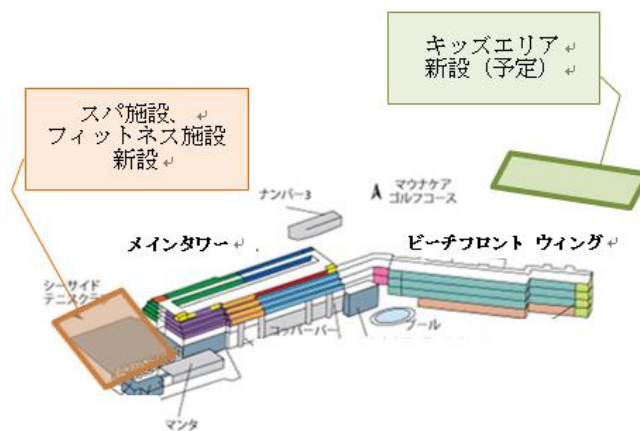 キッズエリア
新設（予定）
スパ施設、
フィットネス施設
新設
ナンバー3
マウナケア
ゴルフコース
メインタワー
ビーチフロント ウィング
シーサイド
テニスクラ
コッパーバー
プール
マンタ